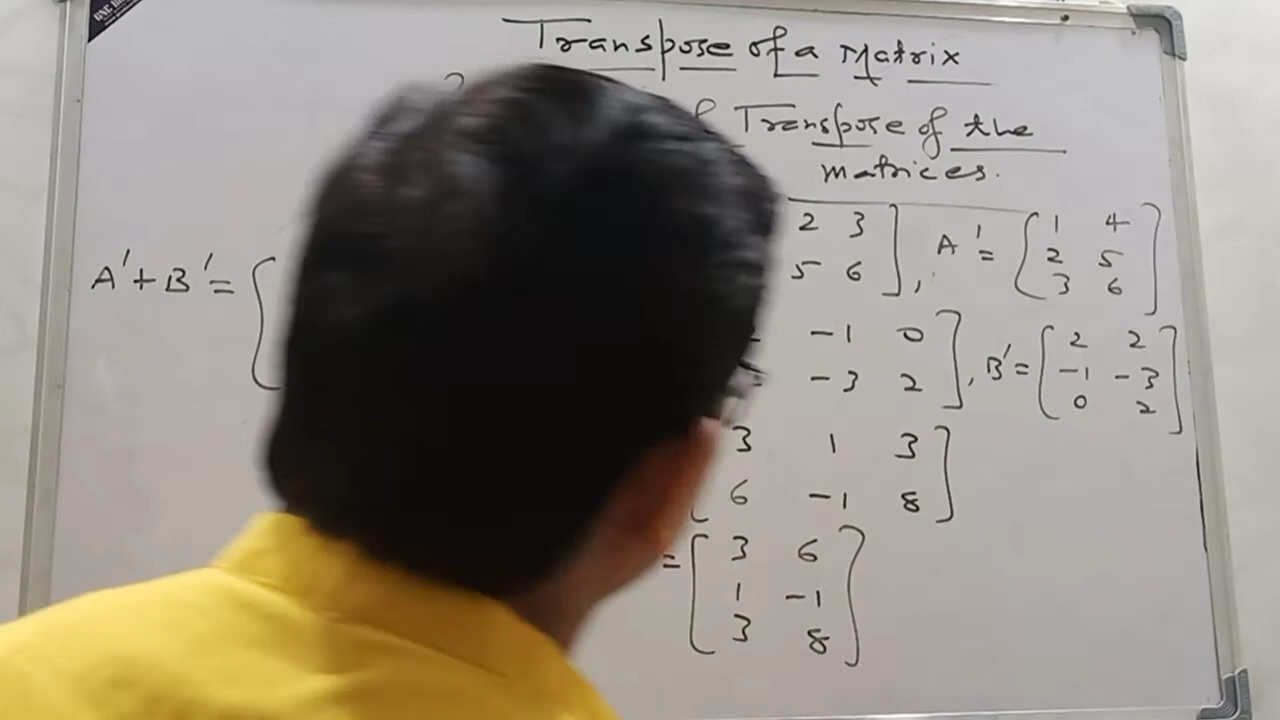 Transpose of a Matrix
Transpose of the
matrices.
2 3 ], A' = [ 1 4
5 6 2 5
3 6 ]
A' + B' = [
-1 0 ], B' = [ 2 2
-3 2 -1 -3
0 2 ]
3 1 3
6 -1 8 ]
= [ 3 6
1 -1
3 8 ]